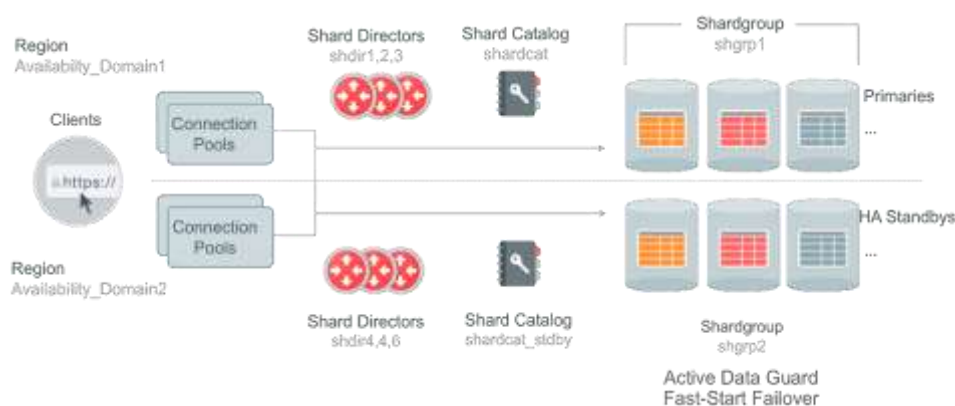 Region
Availabilty_Domain1
Clients
https://
Connection
Pools
Shard Directors
shdir1,2,3
Shard Catalog
shardcat
Shardgroup
shgrp1
Primaries
...
Connection
Pools
Region
Availability_Domain2
Shard Directors
shdir4,4,6
Shard Catalog
shardcat_stdby
HA Standbys
...
Shardgroup
shgrp2
Active Data Guard
Fast-Start Failover